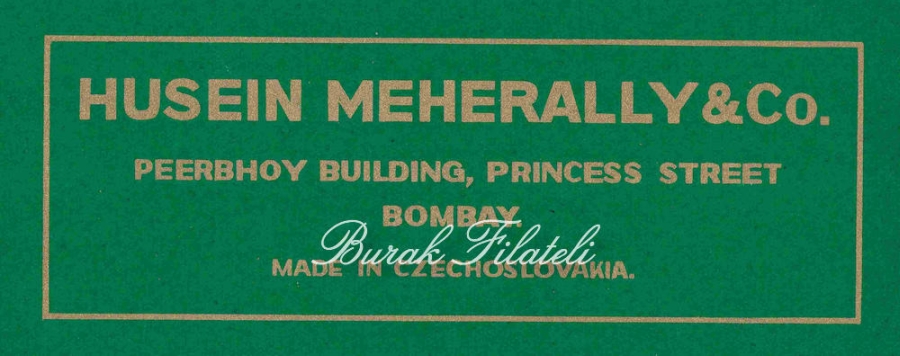 HUSEIN MEHERALLY & Co.
PEERBHOY BUILDING, PRINCESS STREET
BOMBAY.
Burak Filateli
MADE IN CZECHOSLOVAKIA.